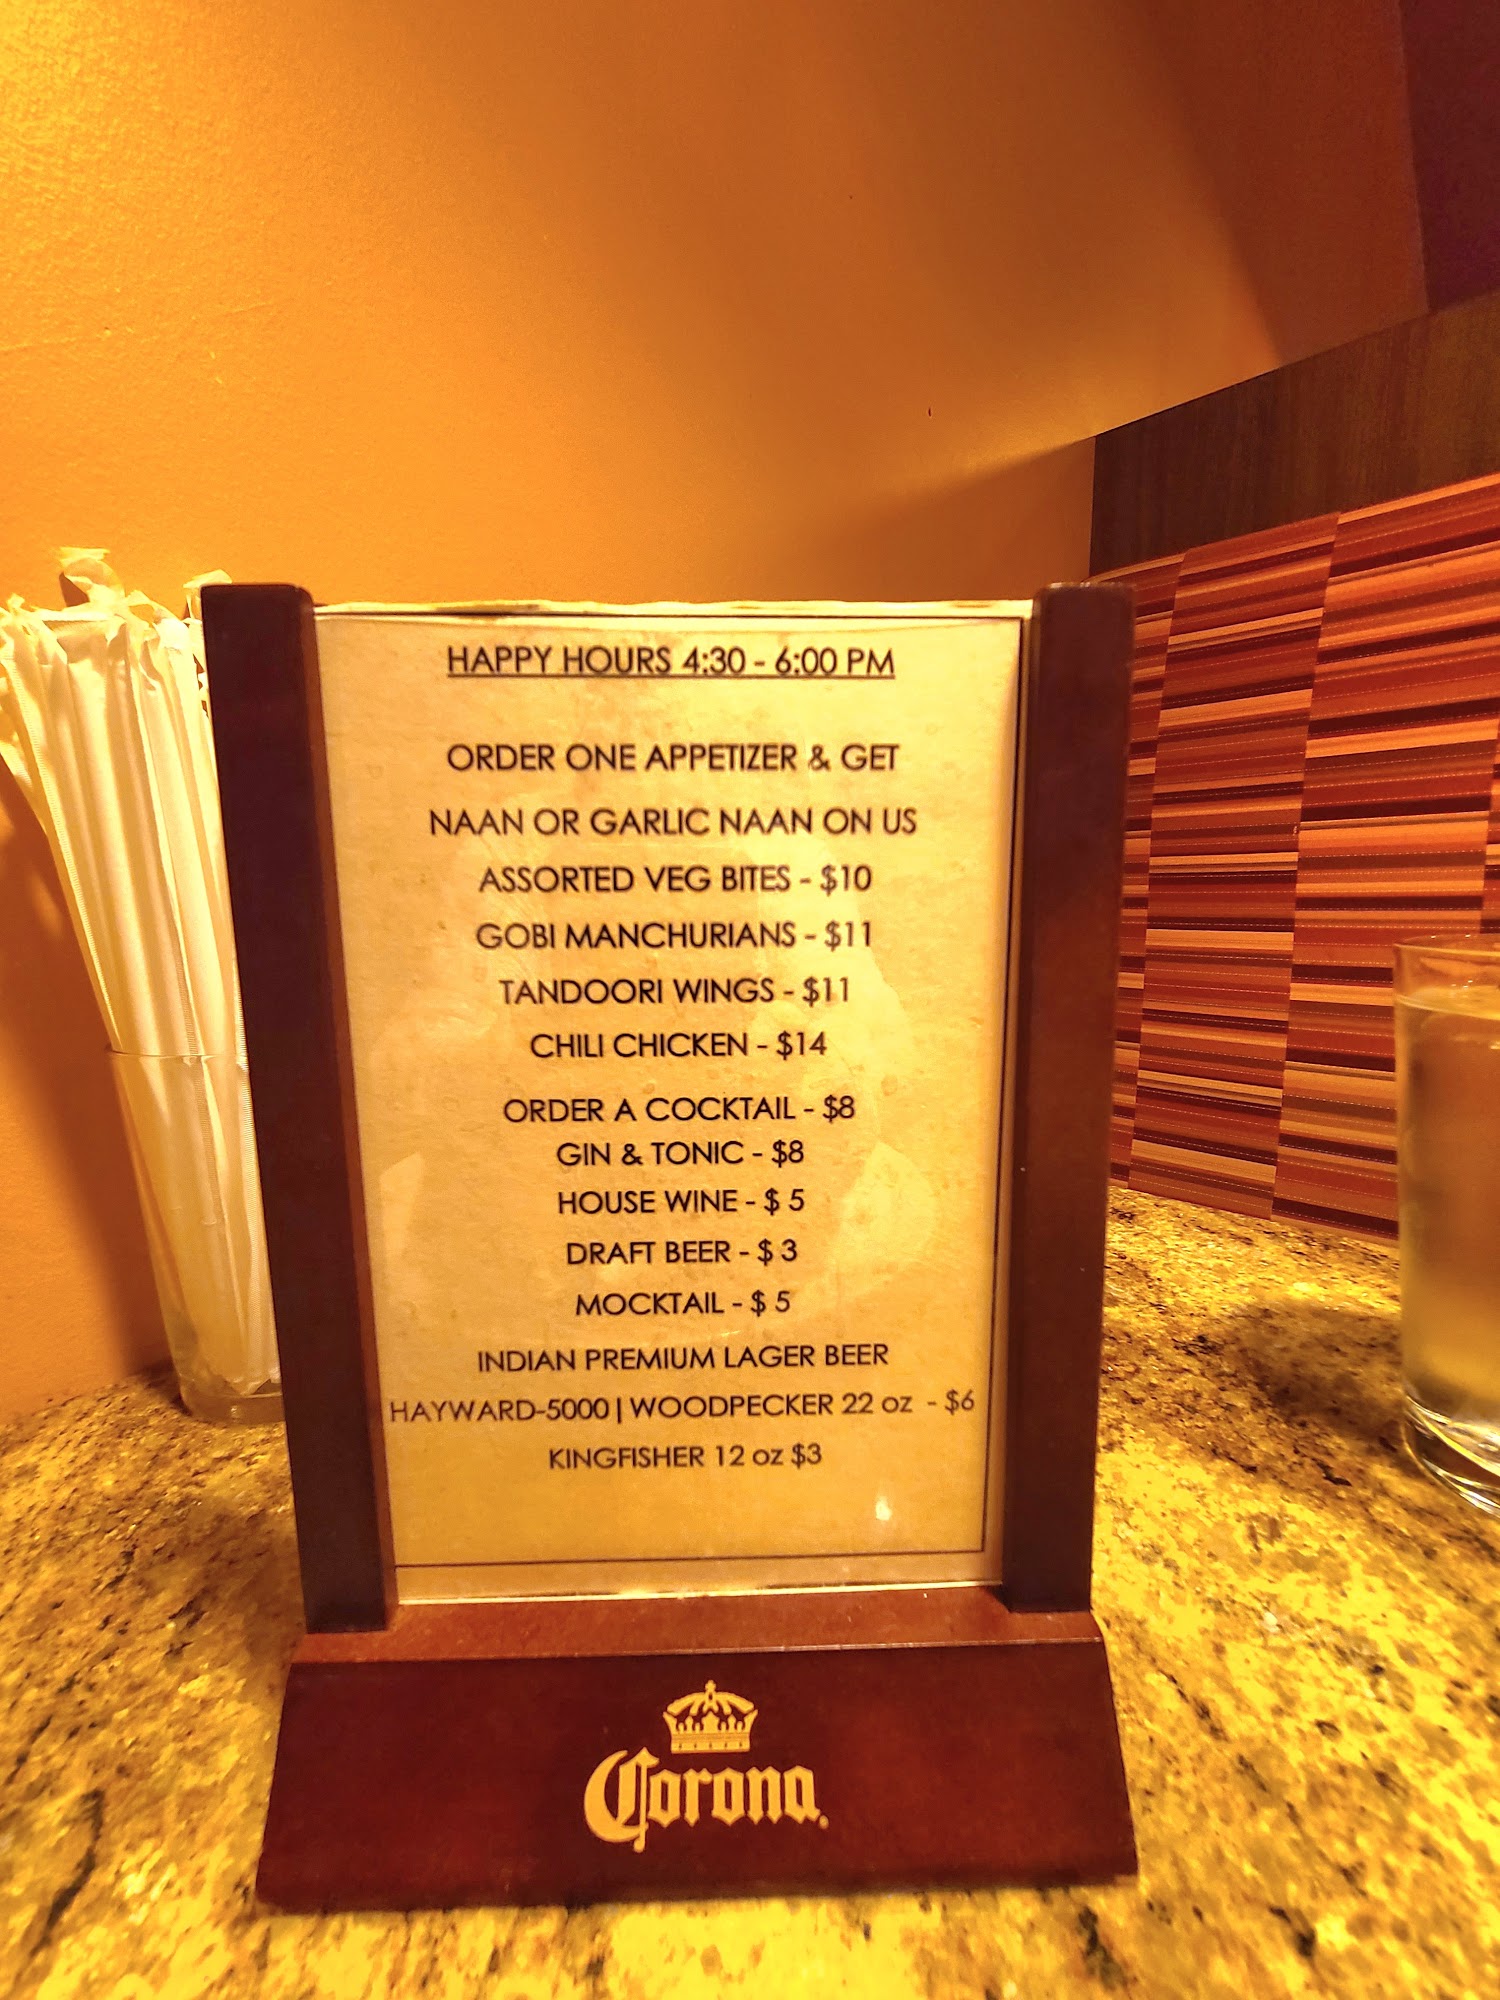 HAPPY HOURS 4:30 - 6:00 PM
ORDER ONE APPETIZER & GET
NAAN OR GARLIC NAAN ON US
ASSORTED VEG BITES - $10
GOBI MANCHURIANS - $11
TANDOORI WINGS - $11
CHILI CHICKEN - $14
ORDER A COCKTAIL - $8
GIN & TONIC - $8
HOUSE WINE - $ 5
DRAFT BEER - $ 3
MOCKTAIL - $ 5
INDIAN PREMIUM LAGER BEER
HAYWARD-5000 | WOODPECKER 22 oz - $6
KINGFISHER 12 oz $3
Corona